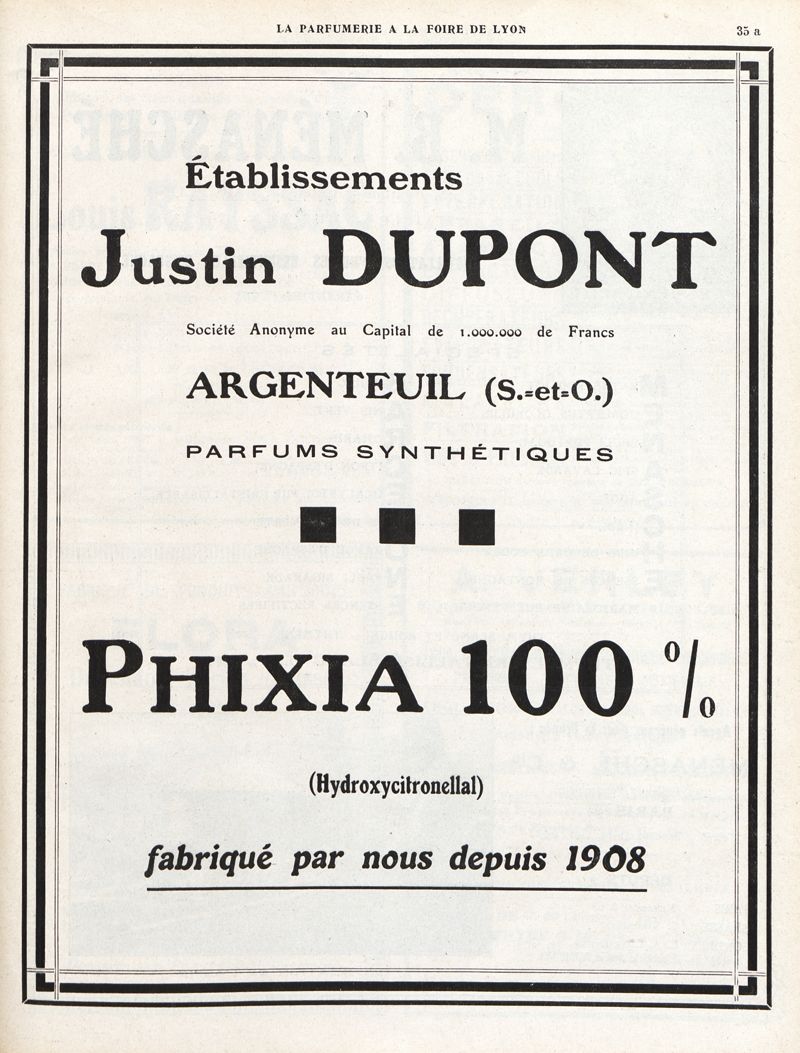 LA PARFUMERIE A LA FOIRE DE LYON
35 a
Établissements
Justin DUPONT
Société Anonyme au Capital de 1.000.000 de Francs
ARGENTEUIL (S.=et=O.)
PARFUMS SYNTHÉTIQUES
PHIXIA 100 %
(Hydroxycitronellal)
fabriqué par nous depuis 1908